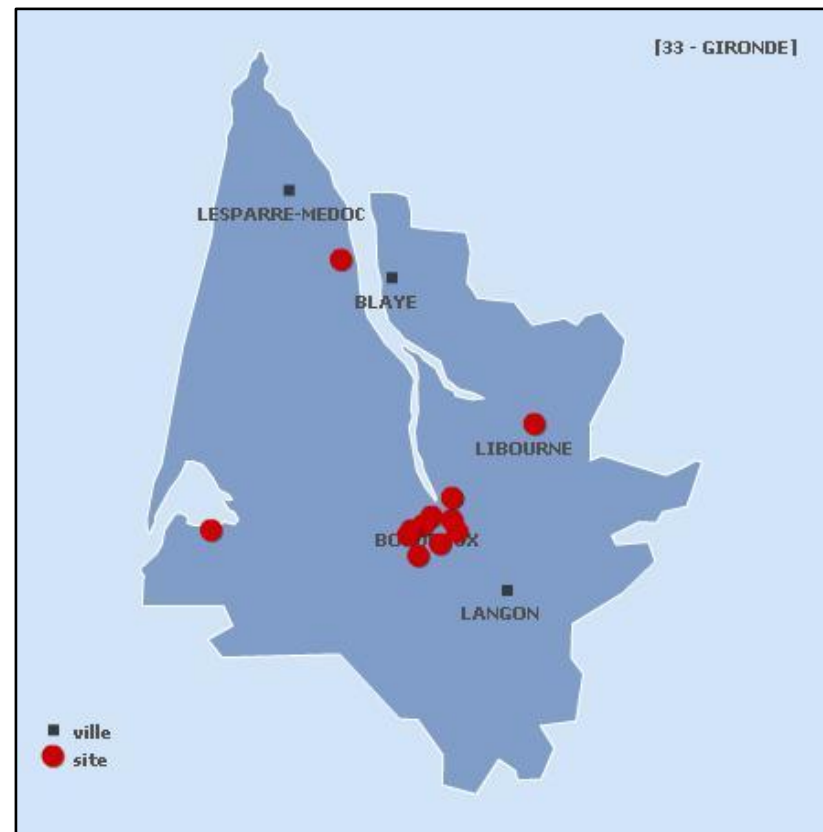 [33 - GIRONDE]
LESPARRE-MEDOC
BLAYE
LIBOURNE
LANGON
ville
site